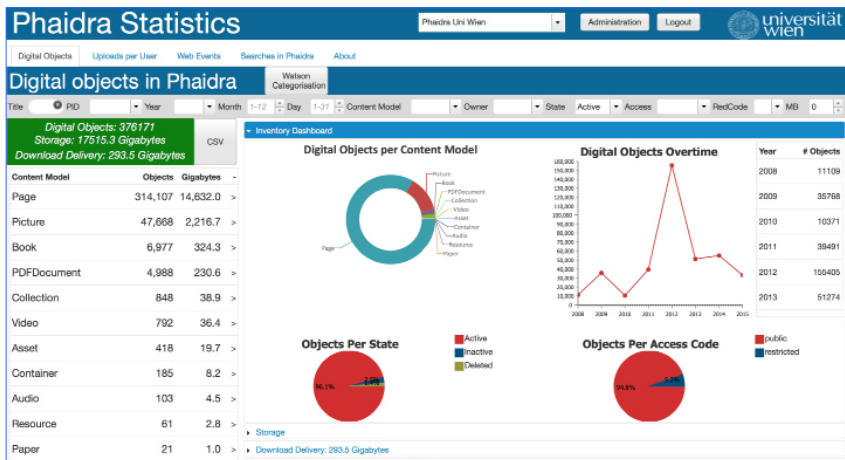 Phaidra Statistics
Phaidra Uni Wien
Administration
Logout
universität
wien
Digital Objects
Uploads per User
Web Events
Searches in Phaidra
About
Digital objects in Phaidra
Watson
Categorisation
Title PID Year Month 1-12 Day 1-31 Content Model Owner State Active Access RedCode MB 0
Digital Objects: 376171
Storage: 17515.3 Gigabytes
Download Delivery: 293.5 Gigabytes
CSV
Content Model Objects Gigabytes -
Page 314,107 14,632.0 >
Picture 47,668 2,216.7 >
Book 6,977 324.3 >
PDFDocument 4,988 230.6 >
Collection 848 38.9 >
Video 792 36.4 >
Asset 418 19.7 >
Container 185 8.2 >
Audio 103 4.5 >
Resource 61 2.8 >
Paper 21 1.0 >
Inventory Dashboard
Digital Objects per Content Model
Picture
Book
PDFDocument
Collection
Video
Asset
Container
Audio
Resource
Paper
Page
Digital Objects Overtime
160,000
150,000
140,000
130,000
120,000
110,000
100,000
90,000
80,000
70,000
60,000
50,000
40,000
30,000
20,000
10,000
2008 2009 2010 2011 2012 2013 2014 2015
Year # Objects
2008 11109
2009 35768
2010 10371
2011 39491
2012 155405
2013 51274
Objects Per State
Active
Inactive
Deleted
96.1%
Objects Per Access Code
public
restricted
94.8%
5.2%
Storage
Download Delivery: 293.5 Gigabytes